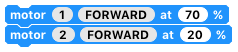 motor 1 FORWARD at 70 %
motor 2 FORWARD at 20 %